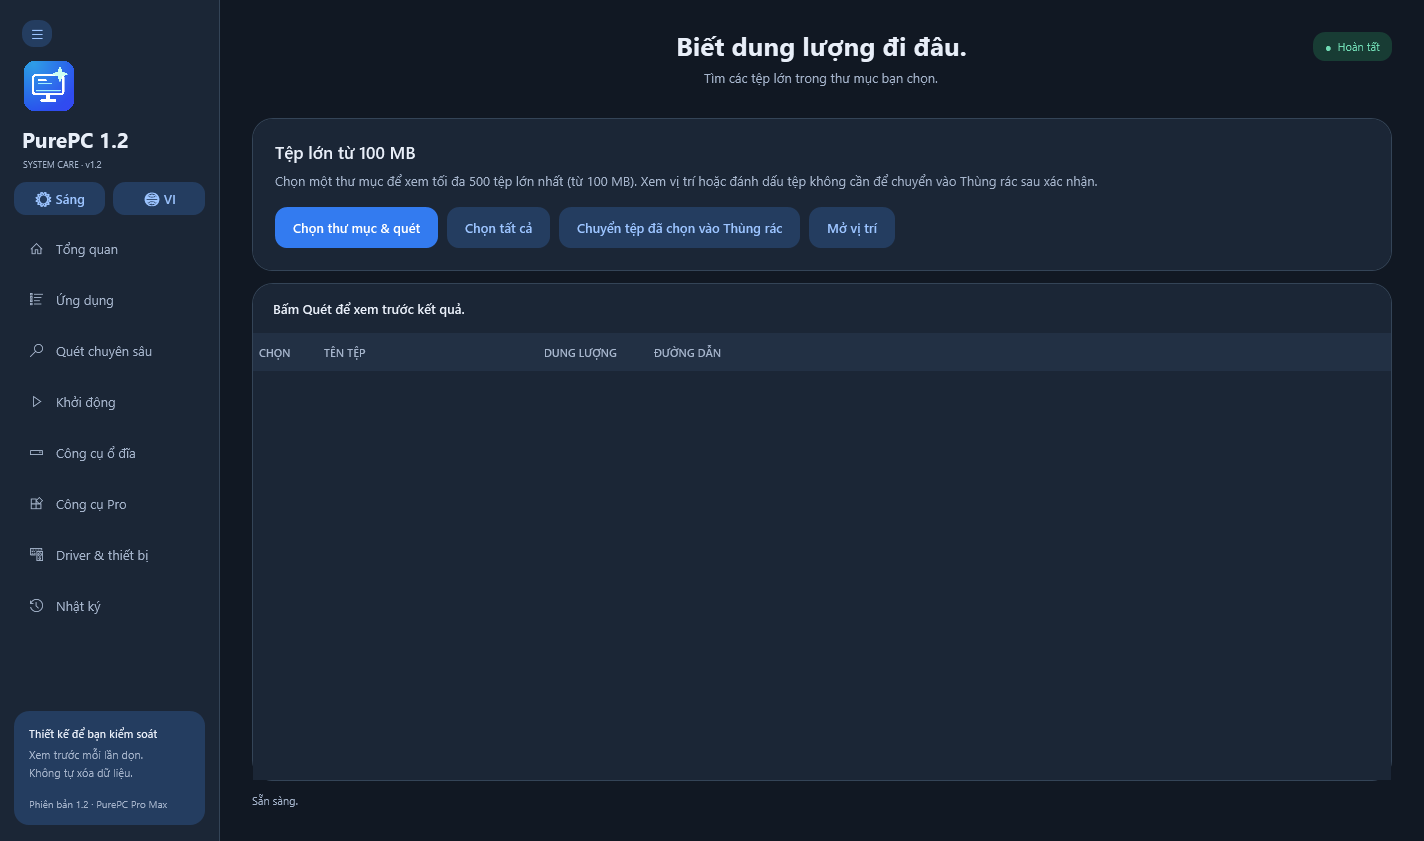 PurePC 1.2
SYSTEM CARE · v1.2
Sáng
VI
Tổng quan
Ứng dụng
Quét chuyên sâu
Khởi động
Công cụ ổ đĩa
Công cụ Pro
Driver & thiết bị
Nhật ký
Thiết kế để bạn kiểm soát
Xem trước mỗi lần dọn.
Không tự xóa dữ liệu.
Phiên bản 1.2 · PurePC Pro Max
Biết dung lượng đi đâu.
Tìm các tệp lớn trong thư mục bạn chọn.
● Hoàn tất
Tệp lớn từ 100 MB
Chọn một thư mục để xem tối đa 500 tệp lớn nhất (từ 100 MB). Xem vị trí hoặc đánh dấu tệp không cần để chuyển vào Thùng rác sau xác nhận.
Chọn thư mục & quét
Chọn tất cả
Chuyển tệp đã chọn vào Thùng rác
Mở vị trí
Bấm Quét để xem trước kết quả.
CHỌN TÊN TỆP DUNG LƯỢNG ĐƯỜNG DẪN
Sẵn sàng.